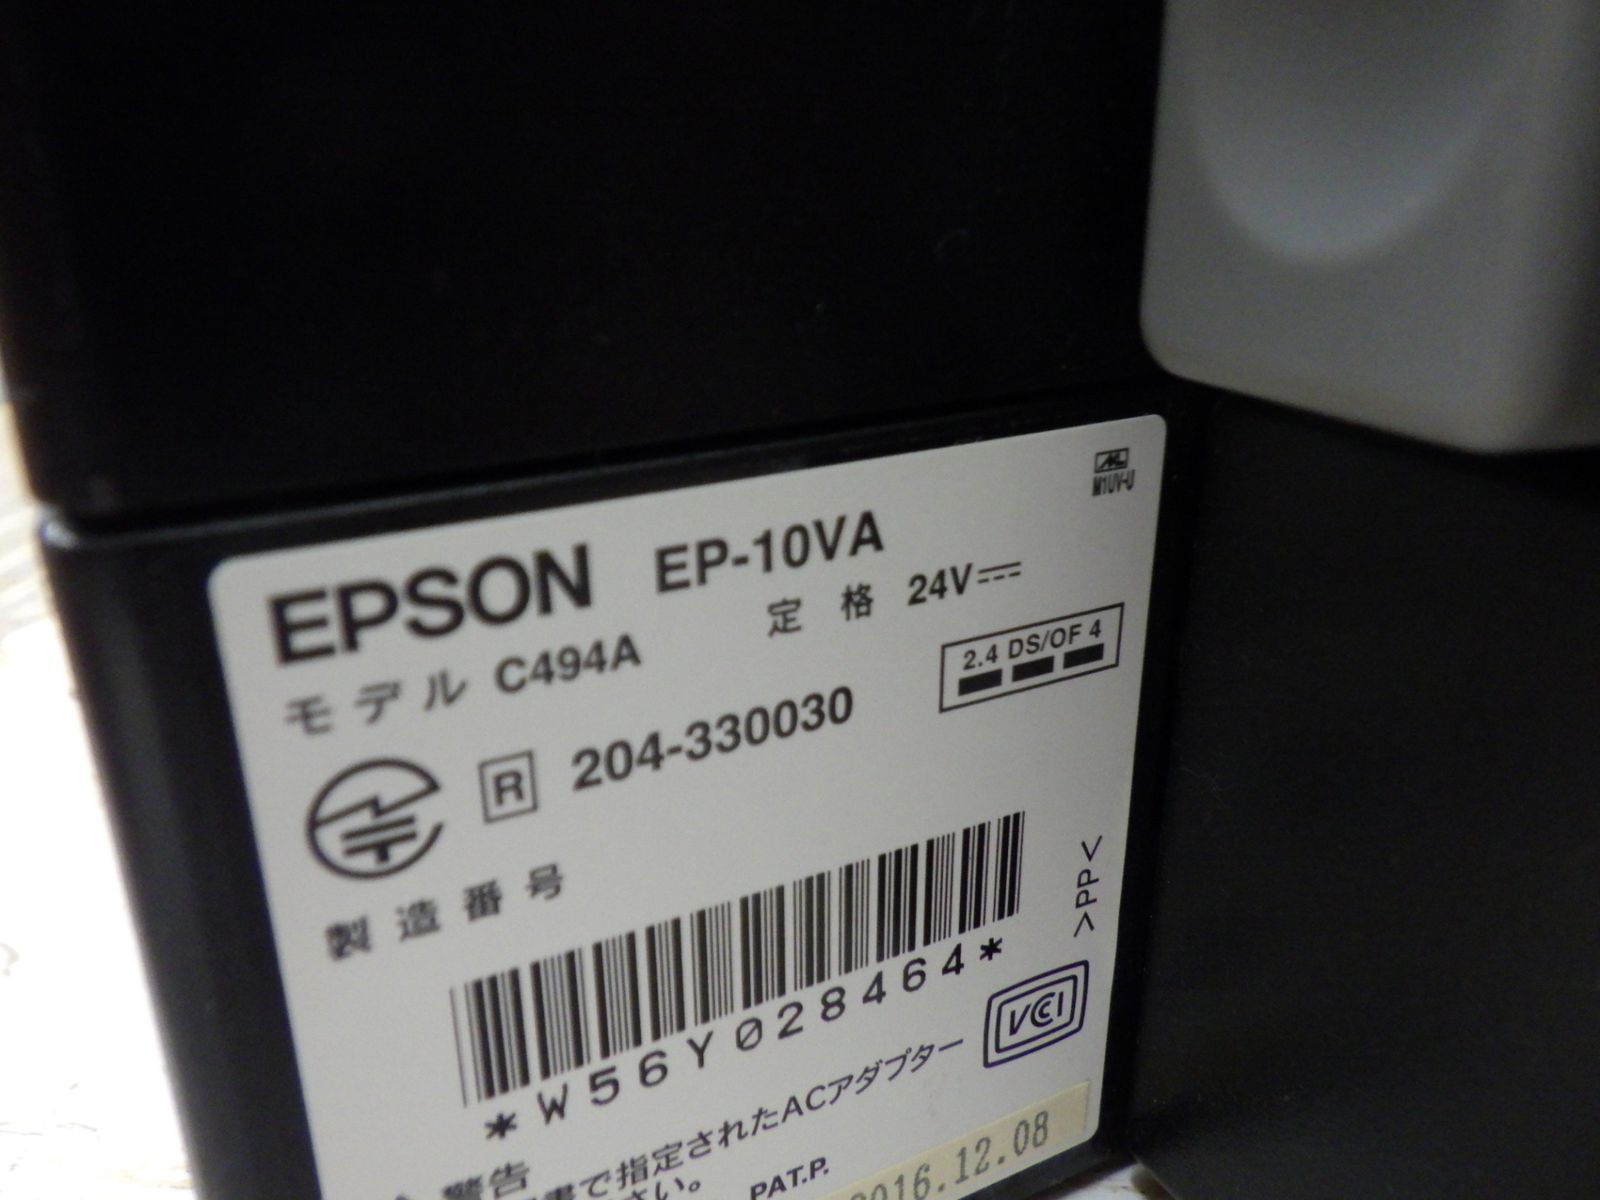 M1UV-U
EPSON EP-10VA
モデル C494A 定格 24V
2.4 DS/OF 4
R 204-330030
製造番号
>PP<
*W56Y028464*
VCCI
警告
書で指定されたACアダプター
さい。
PAT.P.
2016.12.08